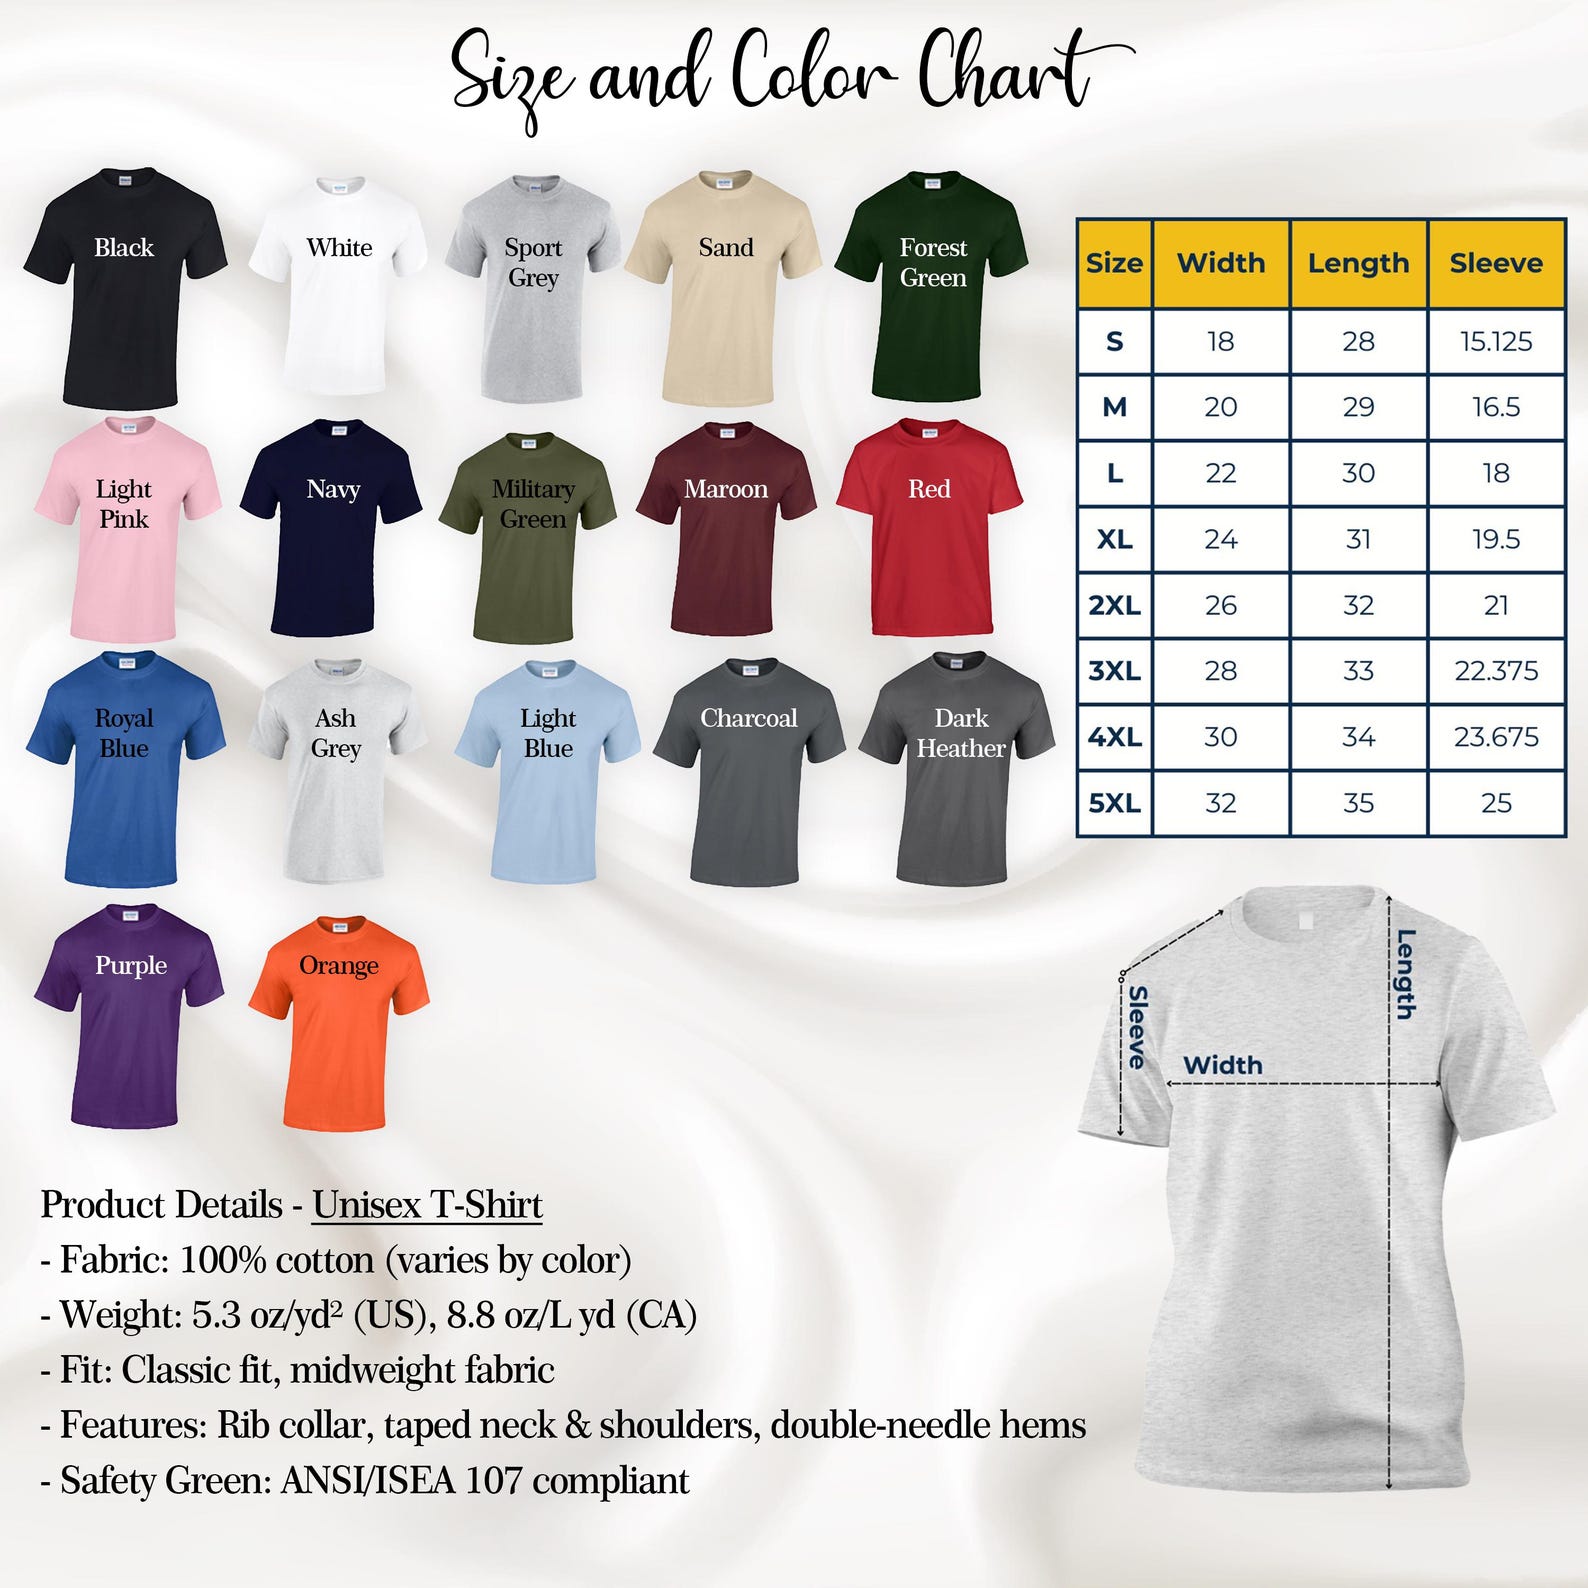 Size and Color Chart
Black
White
Sport
Grey
Sand
Forest
Green
Light
Pink
Navy
Military
Green
Maroon
Red
Royal
Blue
Ash
Grey
Light
Blue
Charcoal
Dark
Heather
Purple
Orange
Size Width Length Sleeve
S 18 28 15.125
M 20 29 16.5
L 22 30 18
XL 24 31 19.5
2XL 26 32 21
3XL 28 33 22.375
4XL 30 34 23.675
5XL 32 35 25
Length
Sleeve
Width
Product Details - Unisex T-Shirt
- Fabric: 100% cotton (varies by color)
- Weight: 5.3 oz/yd² (US), 8.8 oz/L yd (CA)
- Fit: Classic fit, midweight fabric
- Features: Rib collar, taped neck & shoulders, double-needle hems
- Safety Green: ANSI/ISEA 107 compliant